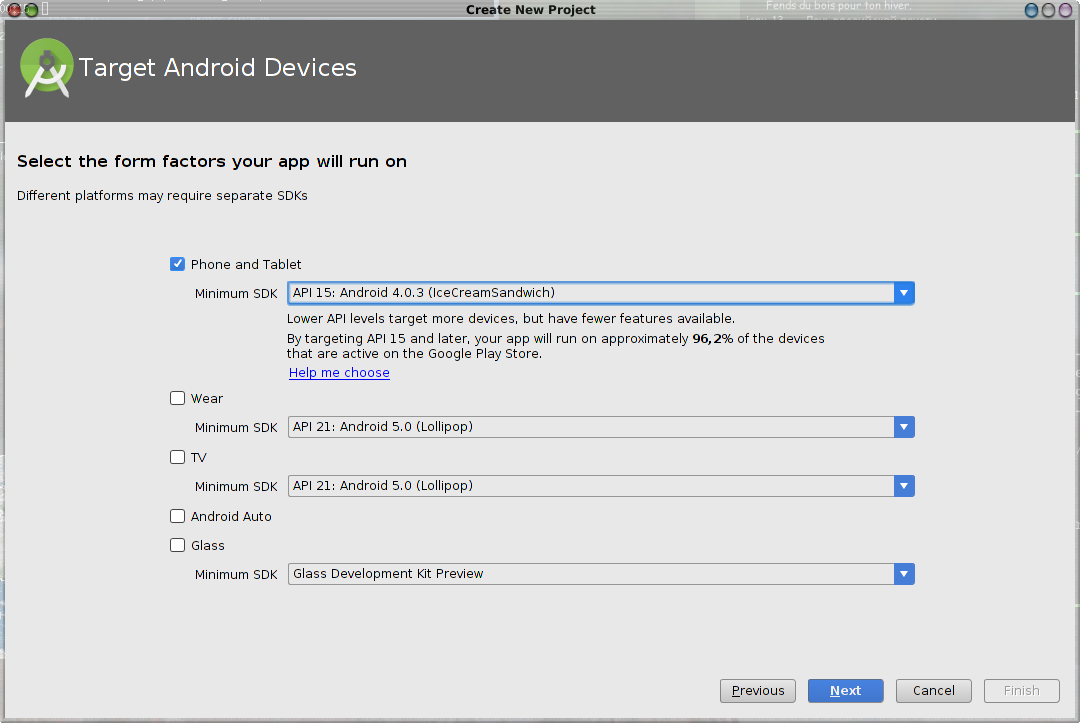 Create New Project
Fends du bois pour ton hiver.
Target Android Devices
Select the form factors your app will run on
Different platforms may require separate SDKs
Phone and Tablet
Minimum SDK API 15: Android 4.0.3 (IceCreamSandwich)
Lower API levels target more devices, but have fewer features available.
By targeting API 15 and later, your app will run on approximately 96,2% of the devices
that are active on the Google Play Store.
Help me choose
Wear
Minimum SDK API 21: Android 5.0 (Lollipop)
TV
Minimum SDK API 21: Android 5.0 (Lollipop)
Android Auto
Glass
Minimum SDK Glass Development Kit Preview
Previous Next Cancel Finish